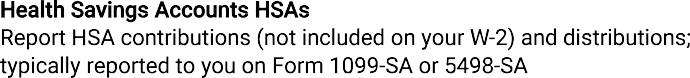 Health Savings Accounts HSAs
Report HSA contributions (not included on your W-2) and distributions;
typically reported to you on Form 1099-SA or 5498-SA